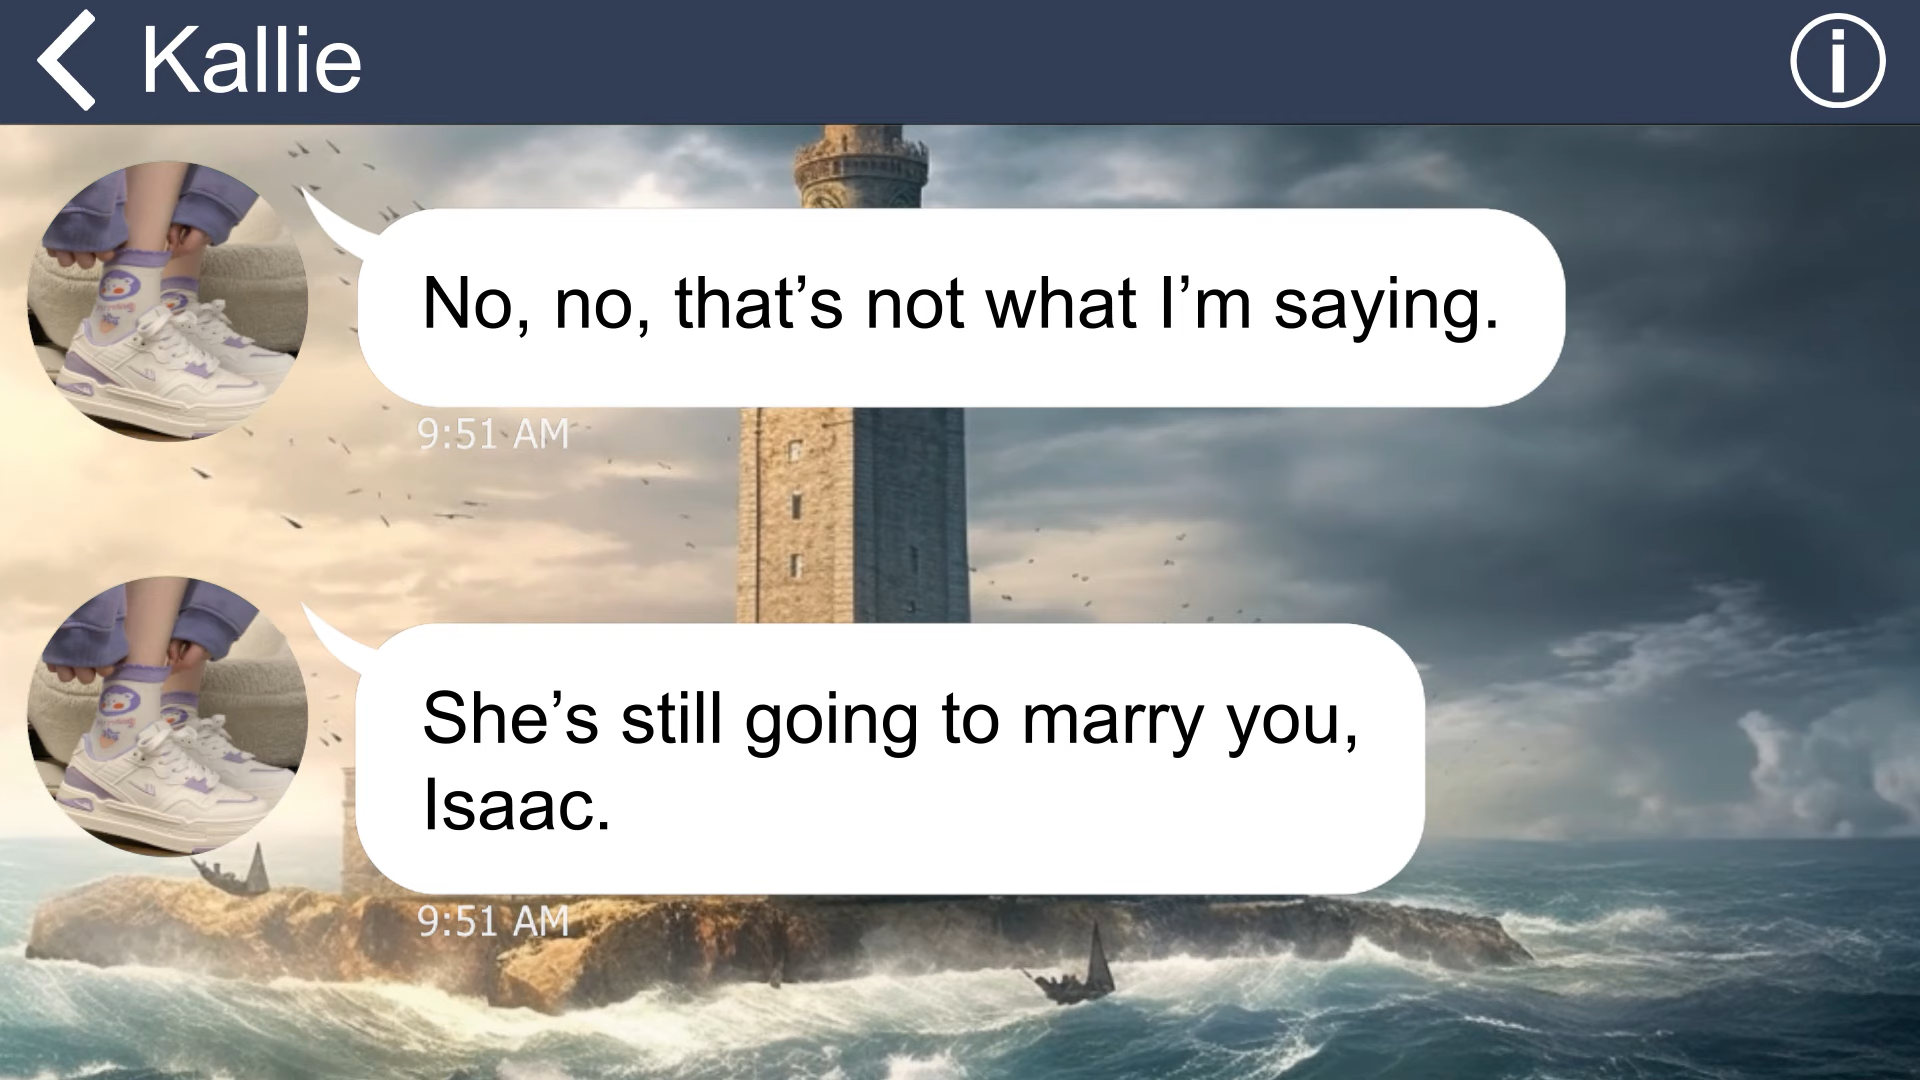 Kallie
No, no, that’s not what I’m saying.
9:51 AM
She’s still going to marry you,
Isaac.
9:51 AM